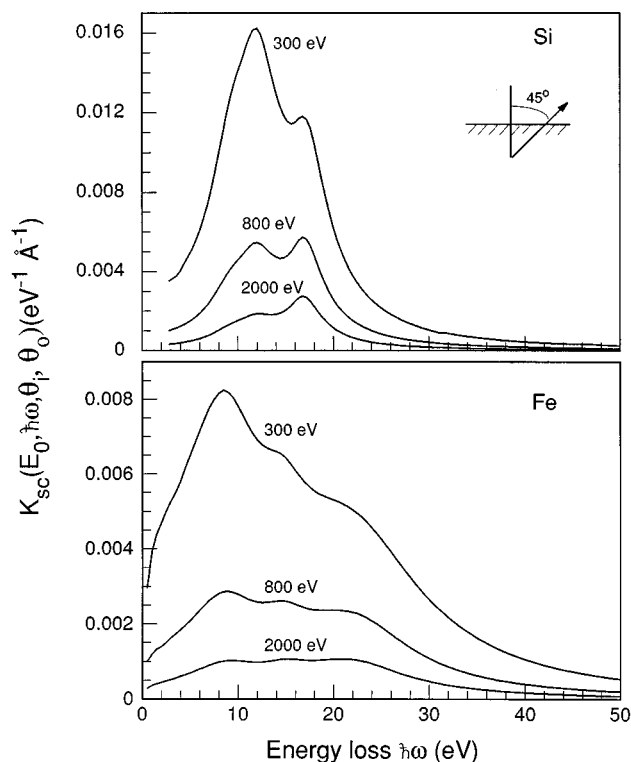 0.016
0.012
0.008
0.004
0
300 eV
800 eV
2000 eV
Si
45°
0.008
0.006
0.004
0.002
0
300 eV
800 eV
2000 eV
Fe
0 10 20 30 40 50
Energy loss ħω (eV)
K_sc(E_0,ħω,θ_i, θ_o)(eV⁻¹ Å⁻¹)